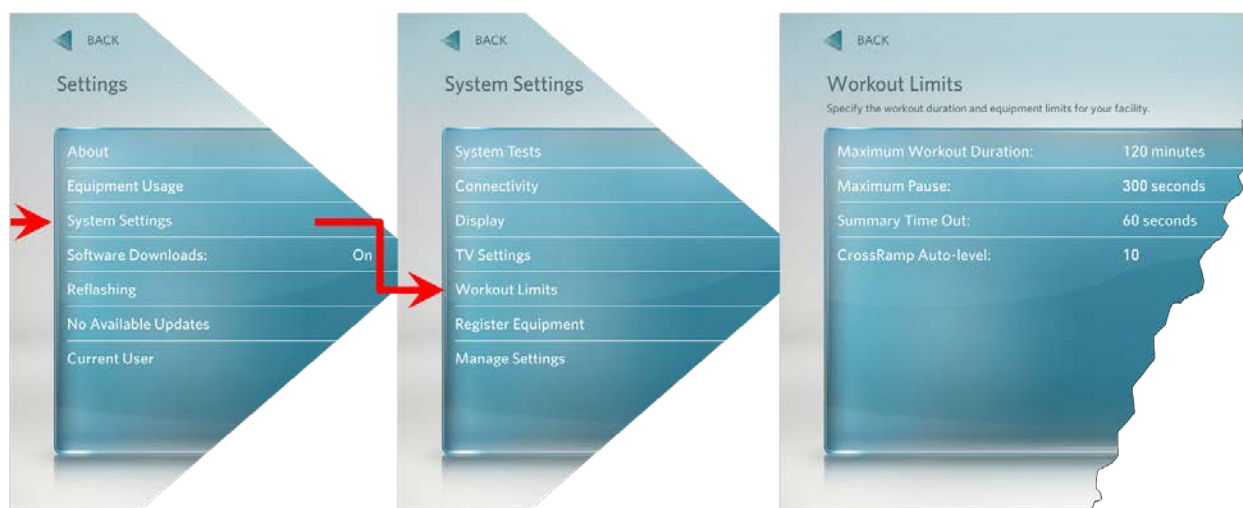 BACK
Settings
About
Equipment Usage
System Settings
Software Downloads: On
Reflashing
No Available Updates
Current User
BACK
System Settings
System Tests
Connectivity
Display
TV Settings
Workout Limits
Register Equipment
Manage Settings
BACK
Workout Limits
Specify the workout duration and equipment limits for your facility.
Maximum Workout Duration: 120 minutes
Maximum Pause: 300 seconds
Summary Time Out: 60 seconds
CrossRamp Auto-level: 10